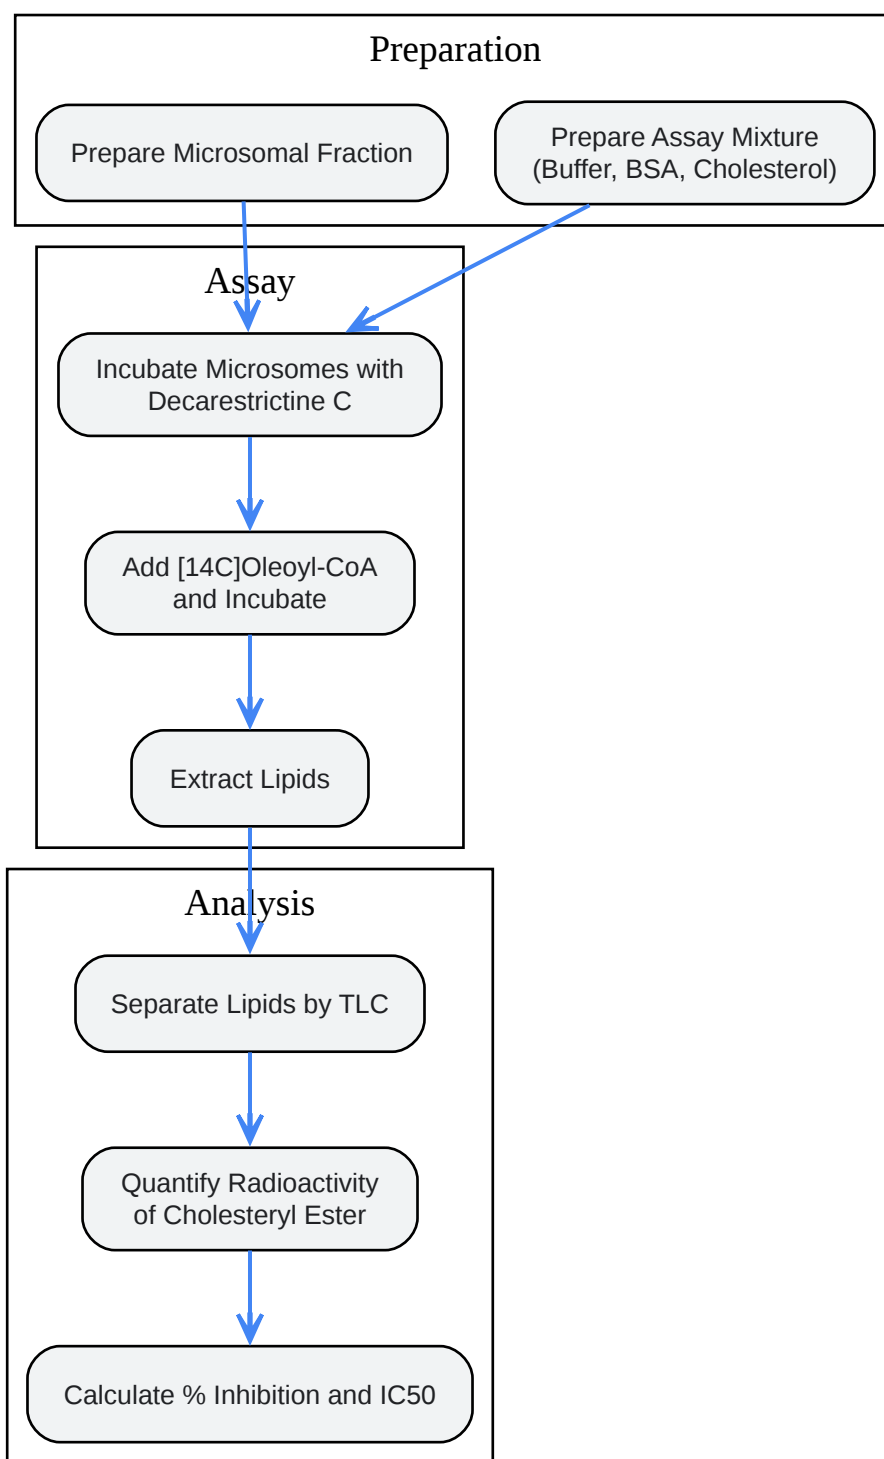 Preparation
Prepare Microsomal Fraction
Prepare Assay Mixture
(Buffer, BSA, Cholesterol)
Assay
Incubate Microsomes with
Decarestrictine C
Add [14C]Oleoyl-CoA
and Incubate
Extract Lipids
Analysis
Separate Lipids by TLC
Quantify Radioactivity
of Cholesteryl Ester
Calculate % Inhibition and IC50